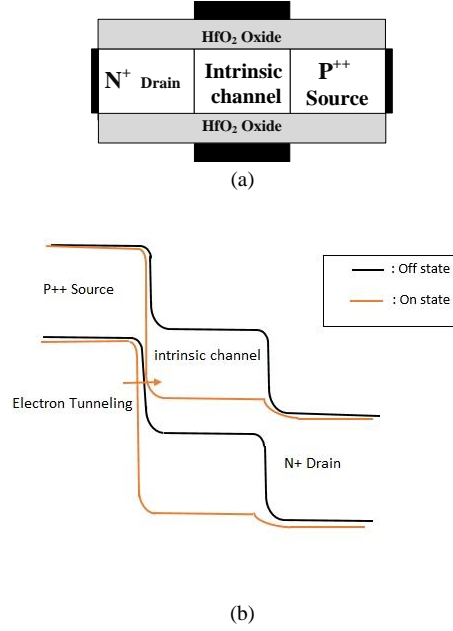 HfO₂ Oxide
N⁺ Drain
Intrinsic
channel
P⁺⁺
Source
HfO₂ Oxide
(a)
: Off state
: On state
P++ Source
intrinsic channel
Electron Tunneling
N+ Drain
(b)